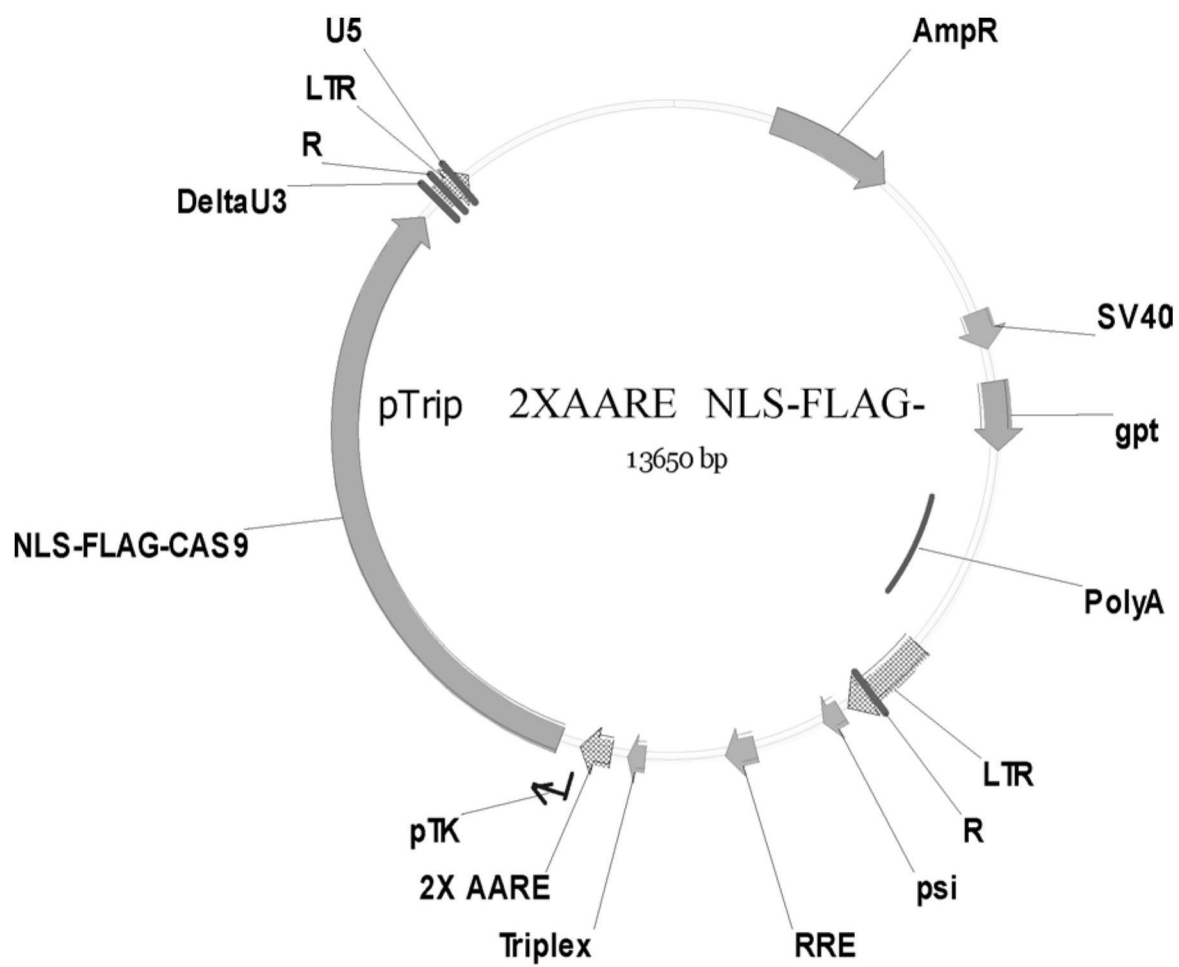 U5
AmpR
LTR
R
DeltaU3
SV40
pTrip 2XAARE NLS-FLAG-
13650 bp
gpt
NLS-FLAG-CAS9
PolyA
LTR
pTK
R
2X AARE
psi
Triplex
RRE